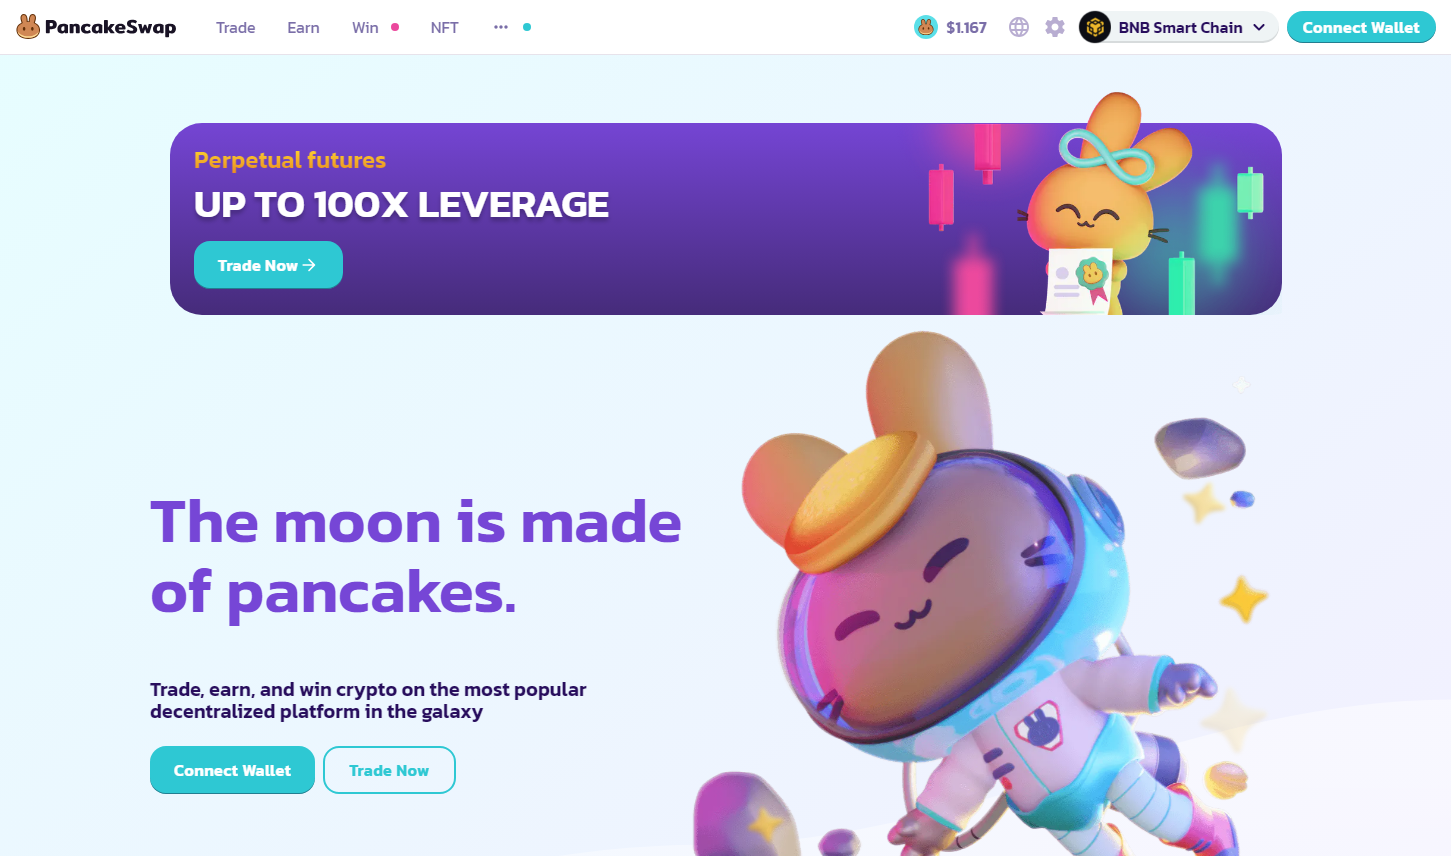 PancakeSwap Trade Earn Win NFT $1.167 BNB Smart Chain Connect Wallet
Perpetual futures
UP TO 100X LEVERAGE
Trade Now
The moon is made
of pancakes.
Trade, earn, and win crypto on the most popular
decentralized platform in the galaxy
Connect Wallet Trade Now